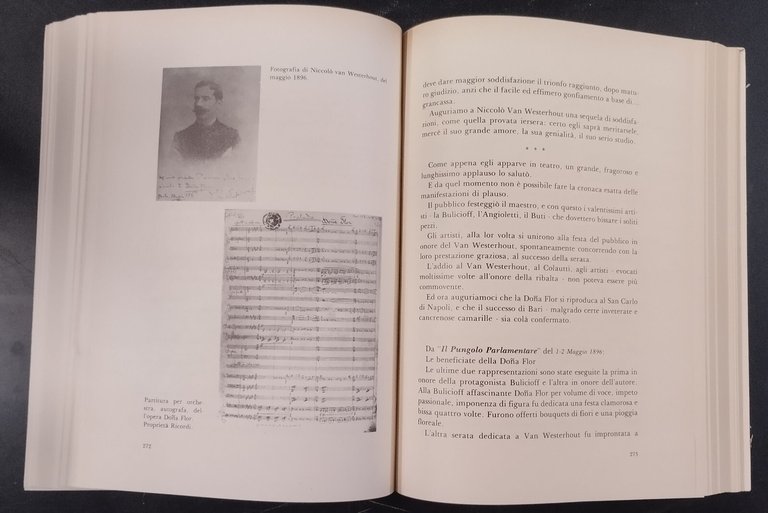 Fotografia di Niccolò van Westerhout, del
maggio 1896
Preludio
Doña Flor
Partitura per orche
stra, autografa del
l'opera Doña Flor.
Proprietà Ricordi.
272
deve dare maggior soddisfazione il trionfo raggiunto, dopo matu
ro giudizio, anzi che il facile ed effimero gonfiamento a base di...
grancassa.
Auguriamo a Niccolò Van Westerhout una sequela di soddisfa
zioni, come quella provata iersera; certo egli saprà meritarsele,
mercè il suo grande amore, la sua genialità, il suo serio studio.
* * *
Come appena egli apparve in teatro, un grande, fragoroso e
lunghissimo applauso lo salutò.
E da quel momento non è possibile fare la cronaca esatta delle
manifestazioni di plauso.
Il pubblico festeggiò il maestro, e con questo i valentissimi arti-
sti - la Bulicioff, l'Angioletti, il Buti - che dovettero bissare i soliti
pezzi.
Gli artisti, alla lor volta si unirono alla festa del pubblico in
onore del Van Westerhout, spontaneamente concorrendo con la
loro prestazione graziosa, al successo della serata.
L'addio al Van Westerhout, al Colautti, agli artisti - evocati
moltissime volte all'onore della ribalta - non poteva essere più
commovente.
Ed ora auguriamoci che la Doña Flor si riproduca al San Carlo
di Napoli, e che il successo di Bari - malgrado certe inveterate e
cancrenose camarille - sia colà confermato.
Da "Il Pungolo Parlamentare" del 1-2 Maggio 1896:
Le beneficiate della Doña Flor
Le ultime due rappresentazioni sono state eseguite la prima in
onore della protagonista Bulicioff e l'altra in onore dell'autore.
Alla Bulicioff affascinante Doña Flor per volume di voce, impeto
passionale, imponenza di figura fu dedicata una festa clamorosa e
bissa quattro volte. Furono offerti bouquets di fiori e una pioggia
floreale.
L'altra serata dedicata a Van Westerhout fu improntata a
273